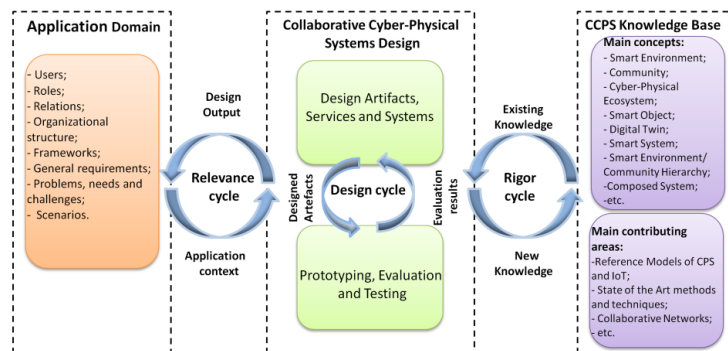 Application Domain
- Users;
- Roles;
- Relations;
- Organizational
structure;
- Frameworks;
- General requirements;
- Problems, needs and
challenges;
- Scenarios.
Design
Output
Relevance
cycle
Application
context
Collaborative Cyber-Physical
Systems Design
Design Artifacts,
Services and Systems
Designed
Artefacts
Design cycle
Evaluation
results
Prototyping, Evaluation
and Testing
Existing
Knowledge
Rigor
cycle
New
Knowledge
CCPS Knowledge Base
Main concepts:
- Smart Environment;
- Community;
- Cyber-Physical
Ecosystem;
- Smart Object;
- Digital Twin;
- Smart System;
- Smart Environment/
Community Hierarchy;
-Composed System;
-etc.
Main contributing
areas:
-Reference Models of CPS
and IoT;
- State of the Art methods
and techniques;
- Collaborative Networks;
- etc.